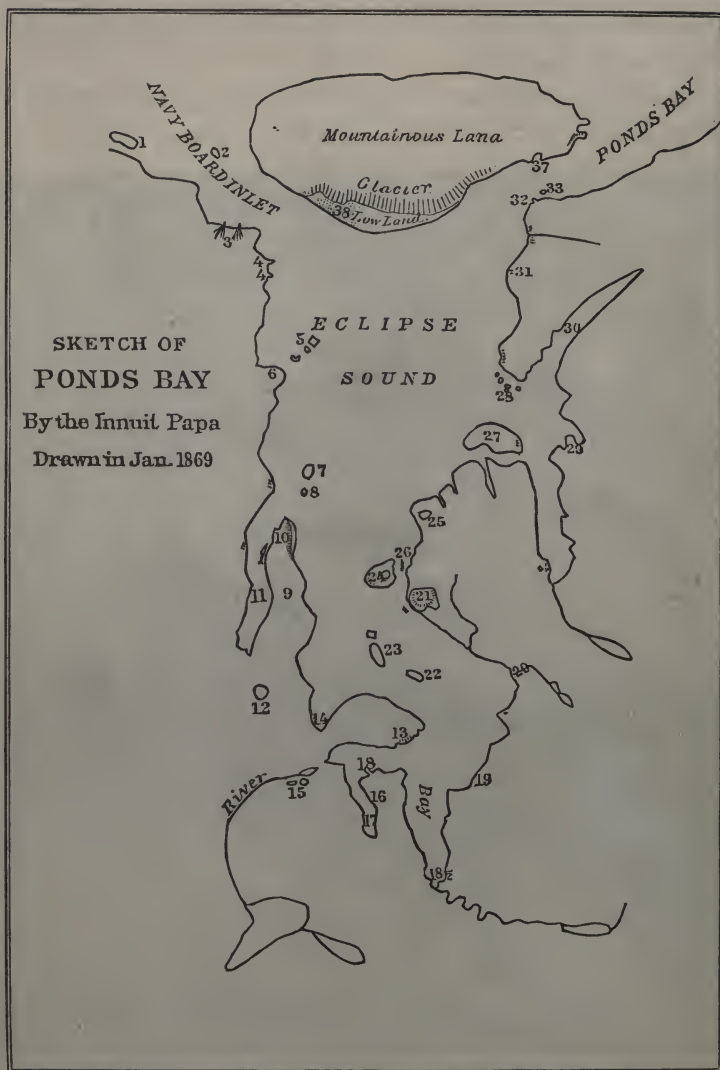 NAVY BOARD INLET
PONDS BAY
Mountainous Lana
Glacier
Low Land
1
2
3
4
4
37
33
32
38
31
30
ECLIPSE
SOUND
5
6
28
27
29
SKETCH OF
PONDS BAY
By the Innuit Papa
Drawn in Jan. 1869
7
8
25
10
26
24
11
9
21
23
22
20
12
14
13
18
19
River
15
16
17
Bay
18